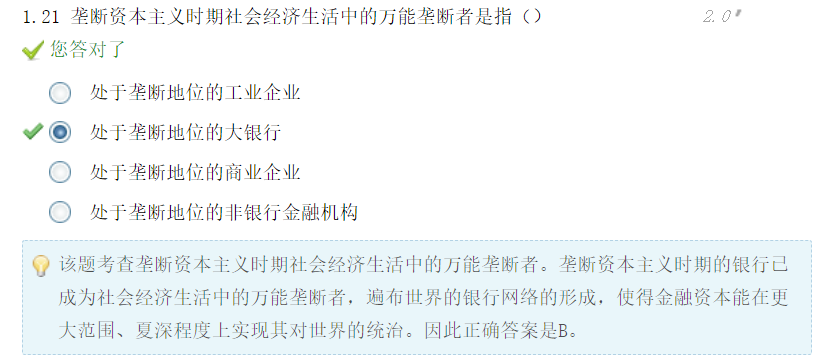 1.21 垄断资本主义时期社会经济生活中的万能垄断者是指（） 2.0
您答对了
处于垄断地位的工业企业
处于垄断地位的大银行
处于垄断地位的商业企业
处于垄断地位的非银行金融机构
该题考查垄断资本主义时期社会经济生活中的万能垄断者。垄断资本主义时期的银行已
成为社会经济生活中的万能垄断者，遍布世界的银行网络的形成，使得金融资本能在更
大范围、夏深程度上实现其对世界的统治。因此正确答案是B。